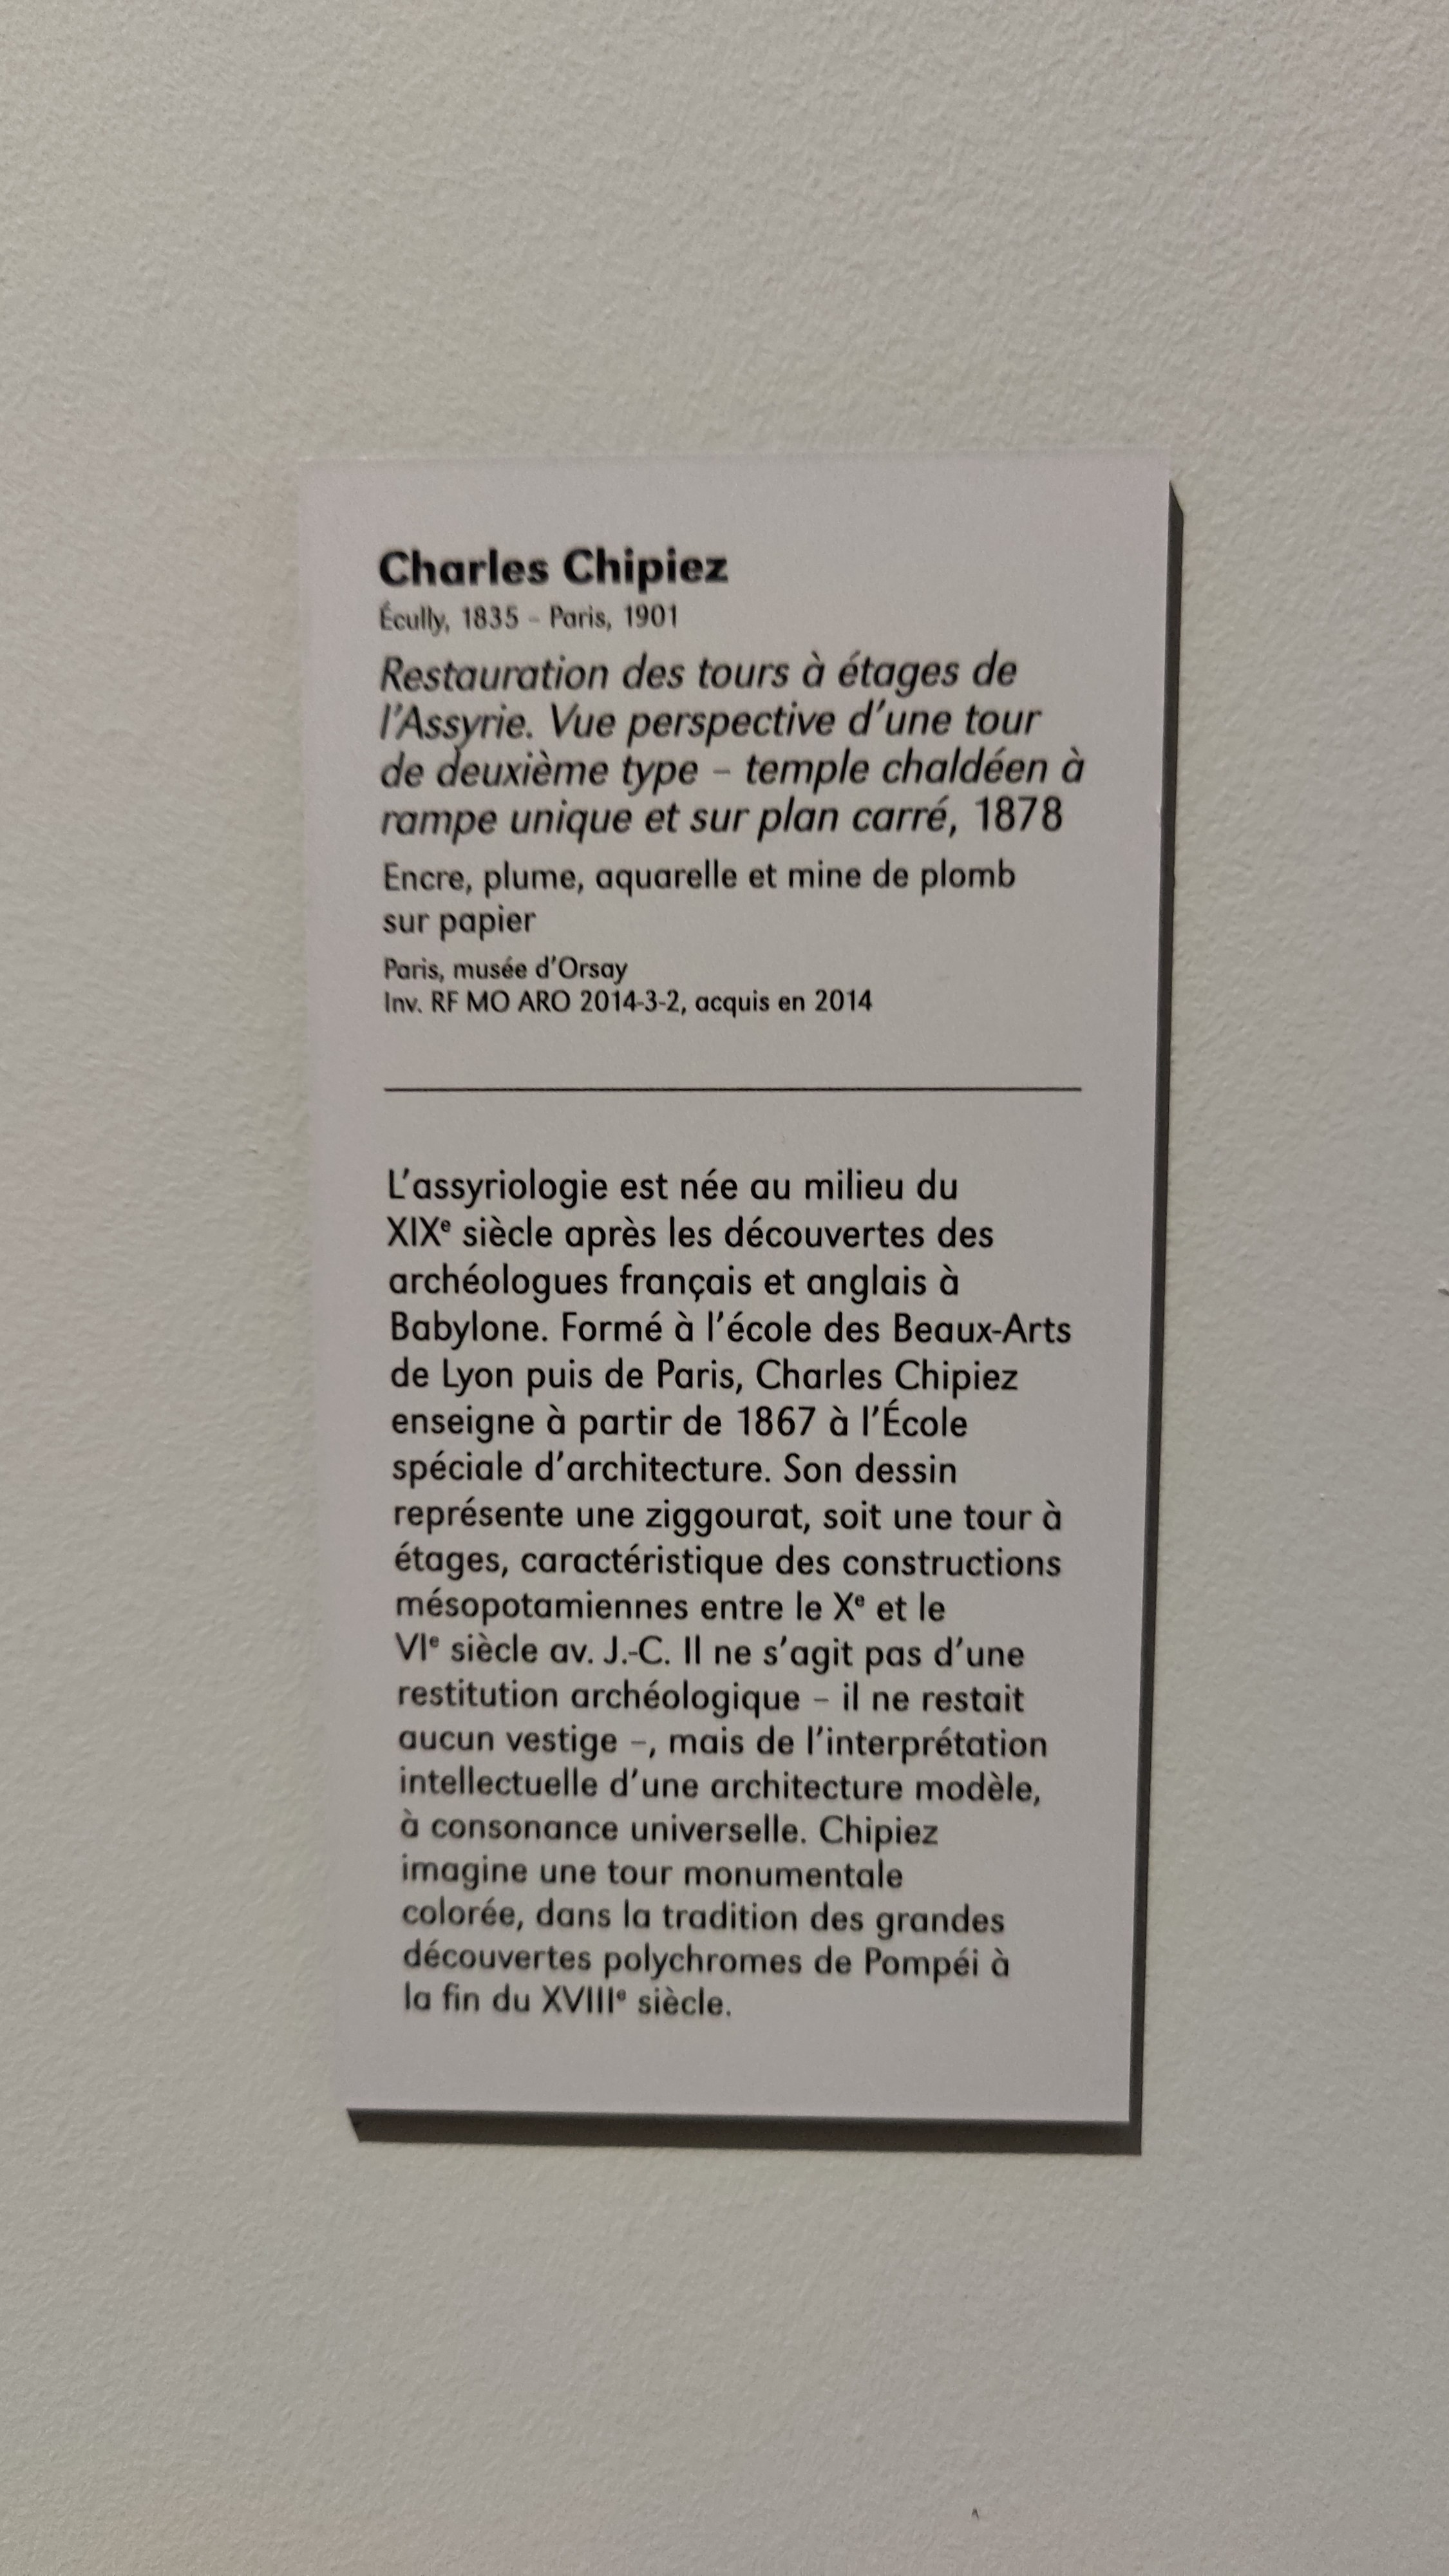 Charles Chipiez
Écully, 1835 – Paris, 1901
Restauration des tours à étages de
l'Assyrie. Vue perspective d'une tour
de deuxième type – temple chaldéen à
rampe unique et sur plan carré, 1878
Encre, plume, aquarelle et mine de plomb
sur papier
Paris, musée d'Orsay
Inv. RF MO ARO 2014-3-2, acquis en 2014
L'assyriologie est née au milieu du
XIXe siècle après les découvertes des
archéologues français et anglais à
Babylone. Formé à l'école des Beaux-Arts
de Lyon puis de Paris, Charles Chipiez
enseigne à partir de 1867 à l'École
spéciale d'architecture. Son dessin
représente une ziggourat, soit une tour à
étages, caractéristique des constructions
mésopotamiennes entre le Xe et le
VIe siècle av. J.-C. Il ne s'agit pas d'une
restitution archéologique – il ne restait
aucun vestige –, mais de l'interprétation
intellectuelle d'une architecture modèle,
à consonance universelle. Chipiez
imagine une tour monumentale
colorée, dans la tradition des grandes
découvertes polychromes de Pompéi à
la fin du XVIIIe siècle.